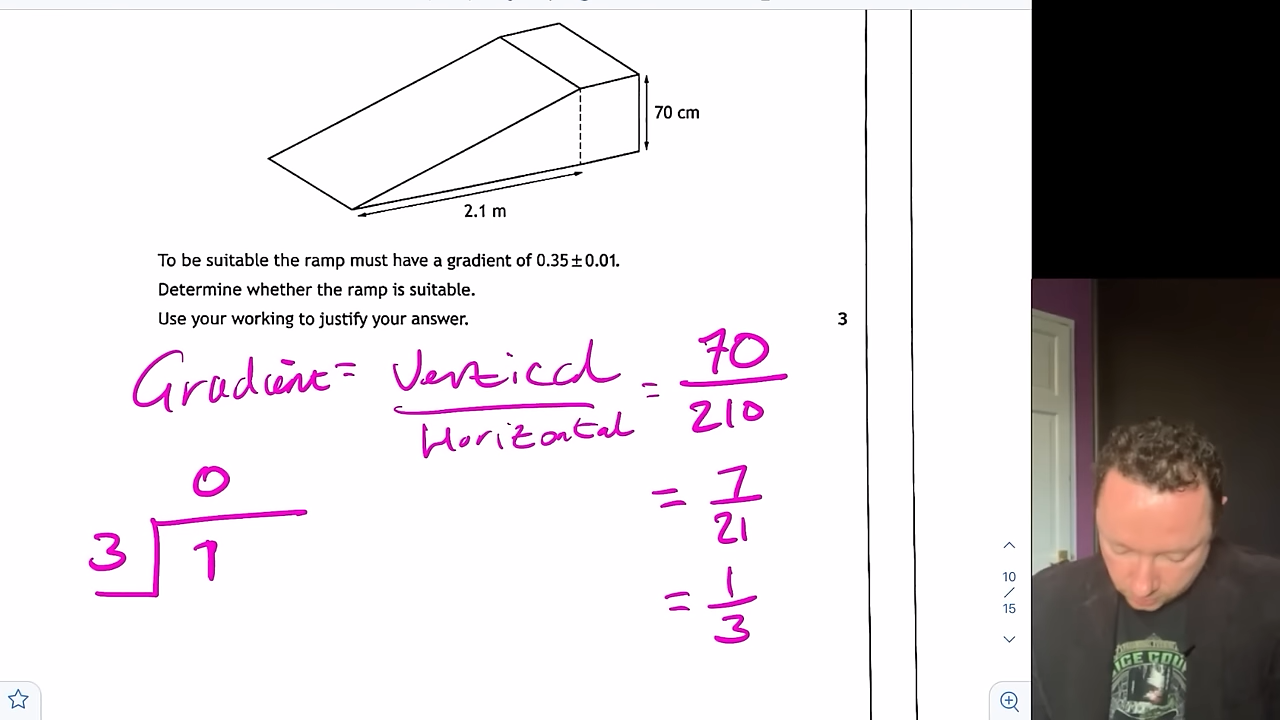 70 cm
2.1 m
To be suitable the ramp must have a gradient of 0.35±0.01.
Determine whether the ramp is suitable.
Use your working to justify your answer.
3
Gradient = Vertical / Horizontal = 70 / 210
= 7 / 21
= 1 / 3
0
3 1
10
/
15